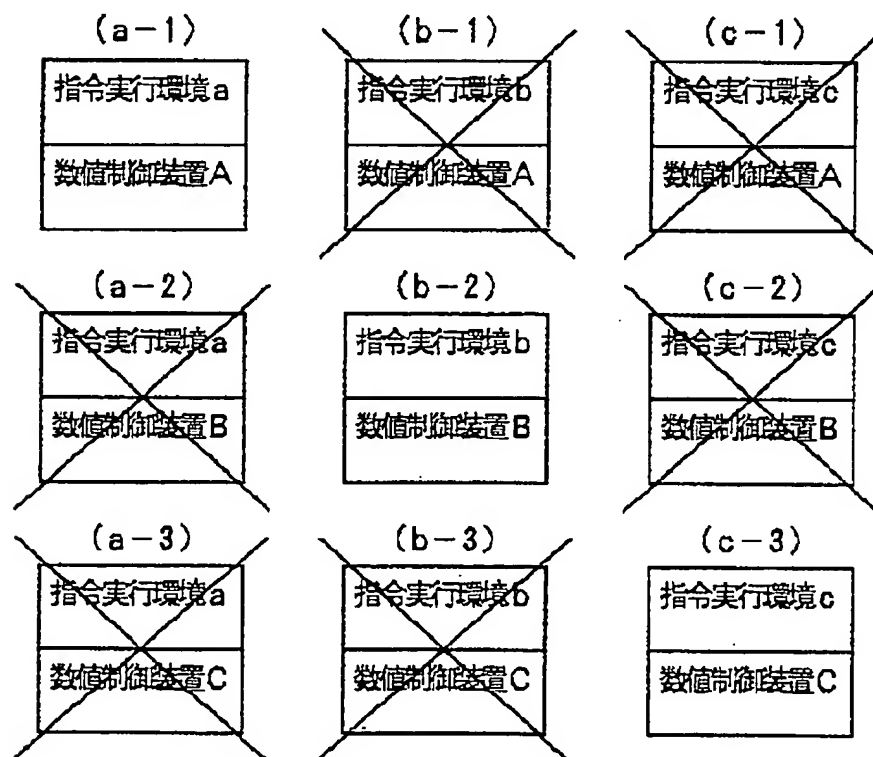 (a-1)
(b-1)
(c-1)
指令実行環境a
数値制御装置A
指令実行環境b
数値制御装置A
指令実行環境c
数値制御装置A
(a-2)
(b-2)
(c-2)
指令実行環境a
数値制御装置B
指令実行環境b
数値制御装置B
指令実行環境c
数値制御装置B
(a-3)
(b-3)
(c-3)
指令実行環境a
数値制御装置C
指令実行環境b
数値制御装置C
指令実行環境c
数値制御装置C